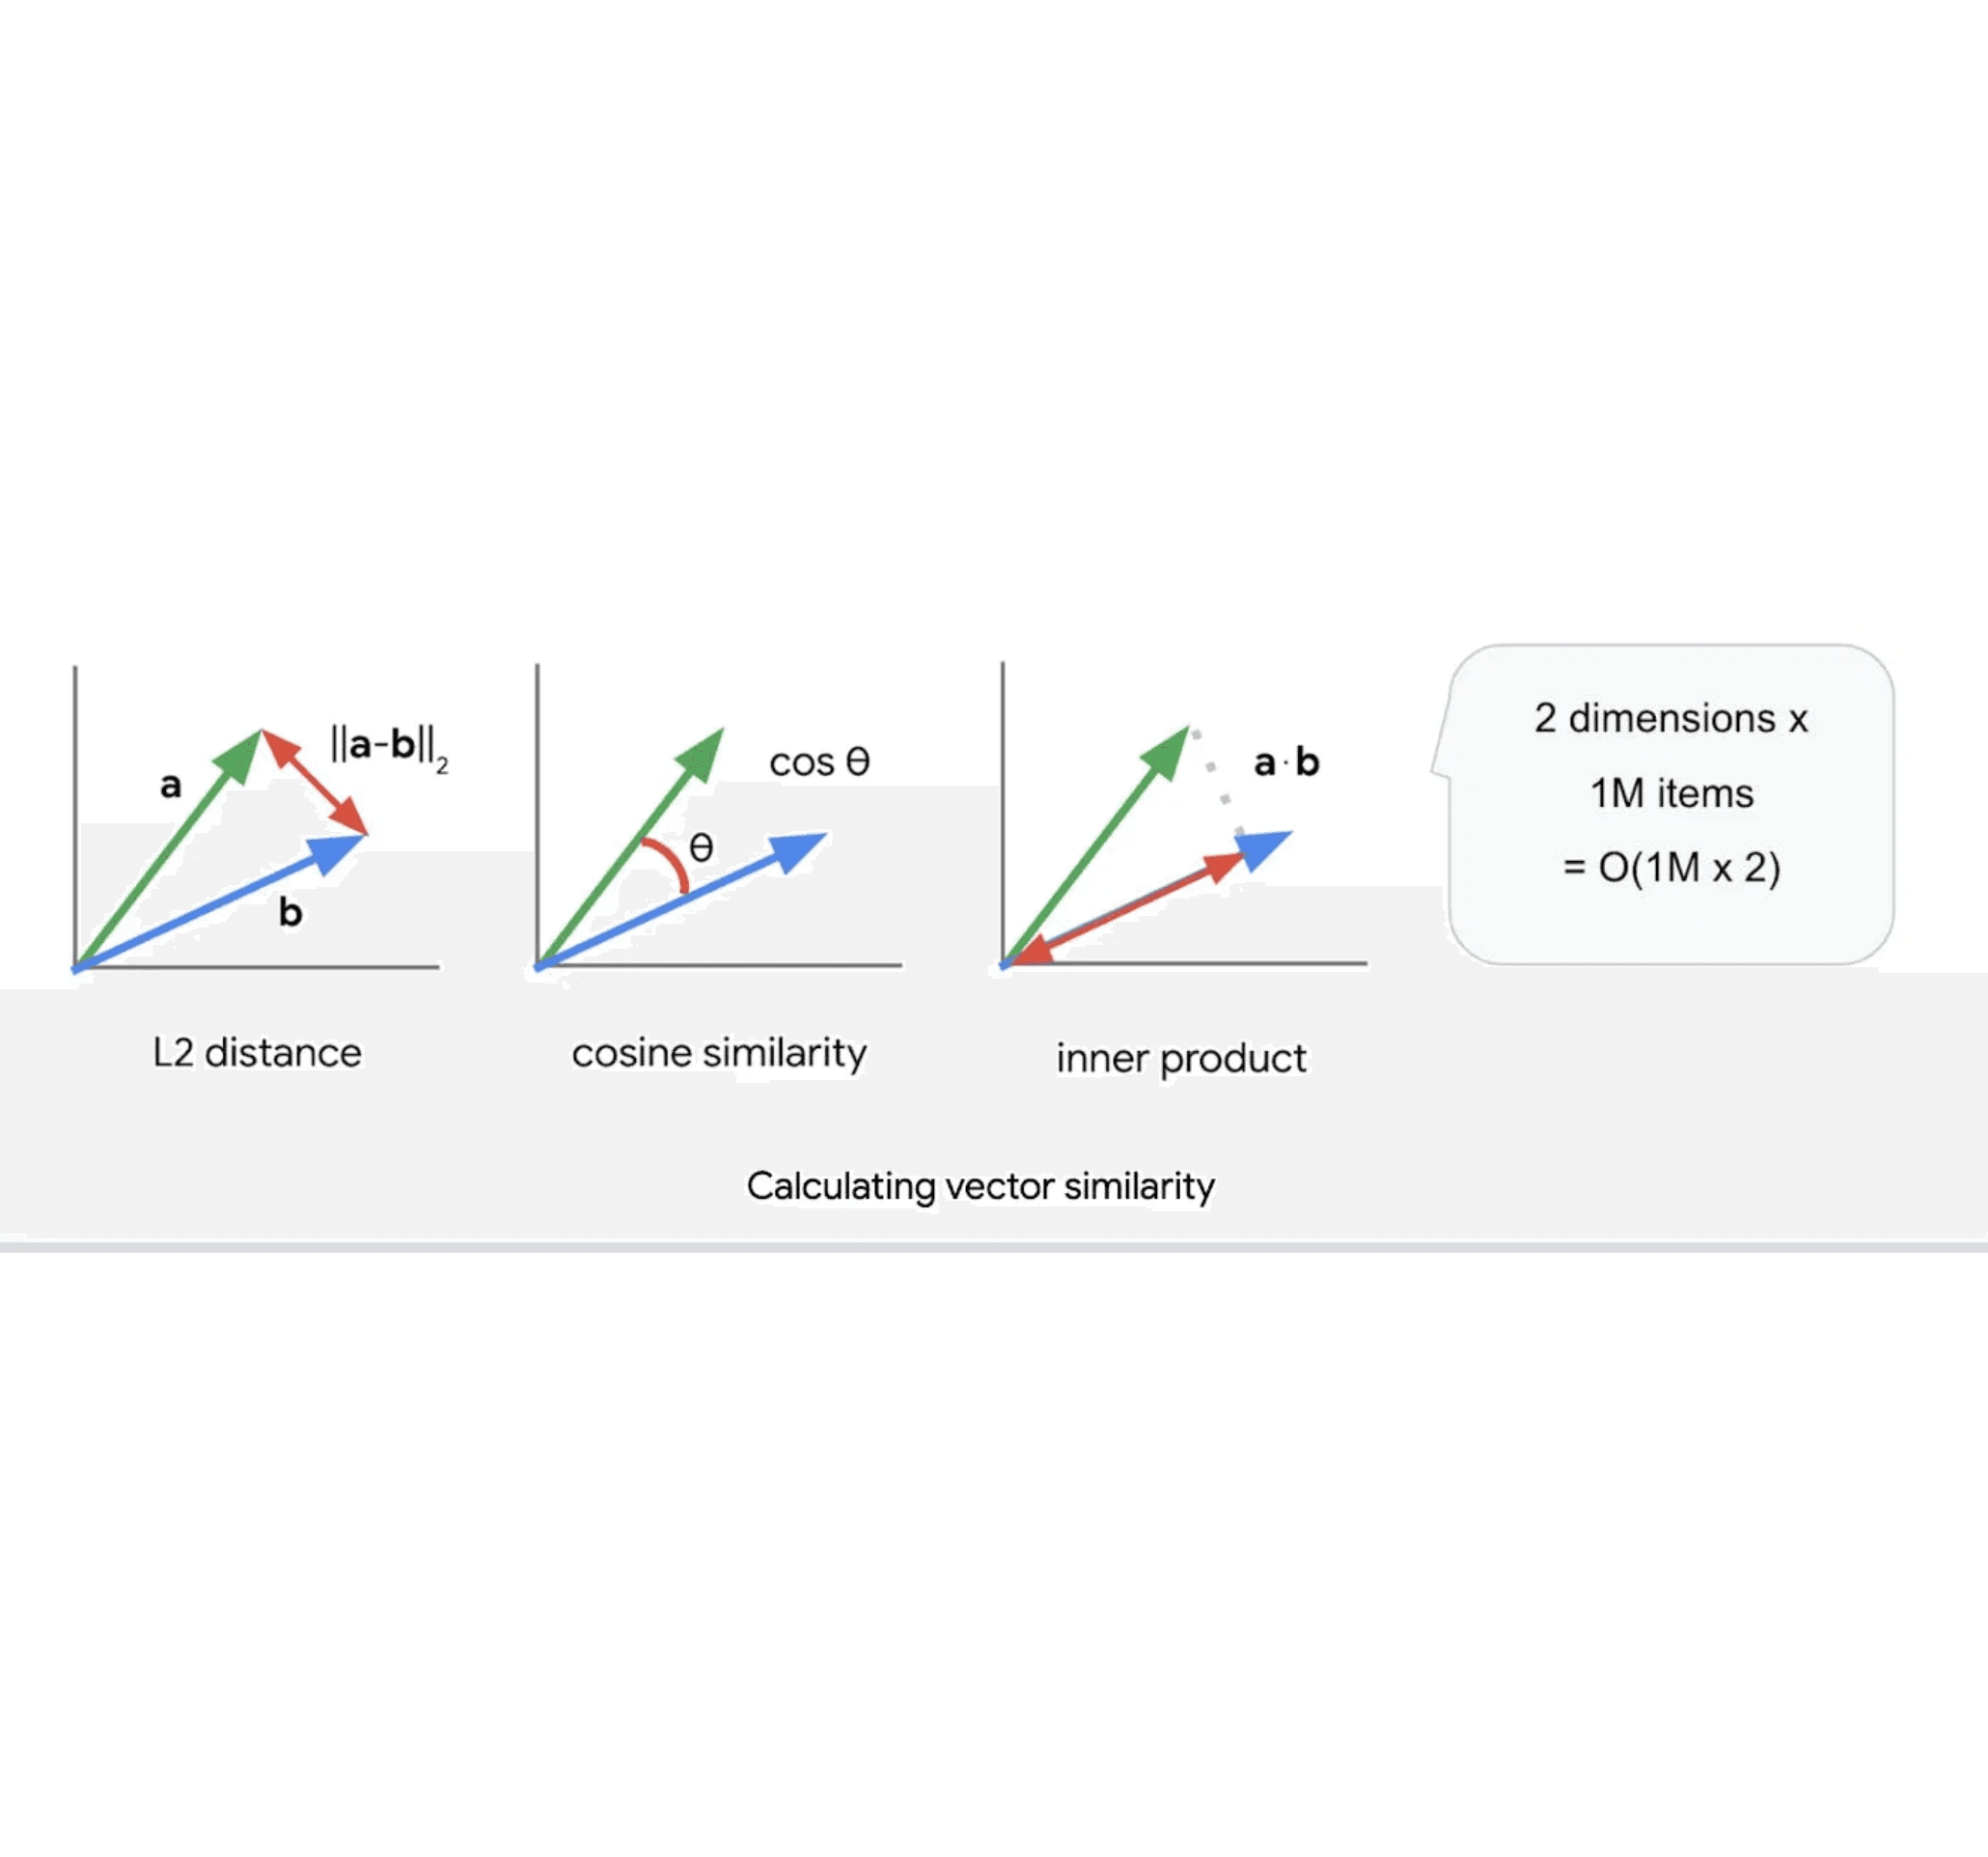 a
||a-b||2
b
L2 distance
cos θ
θ
cosine similarity
a · b
inner product
2 dimensions x
1M items
= O(1M x 2)
Calculating vector similarity